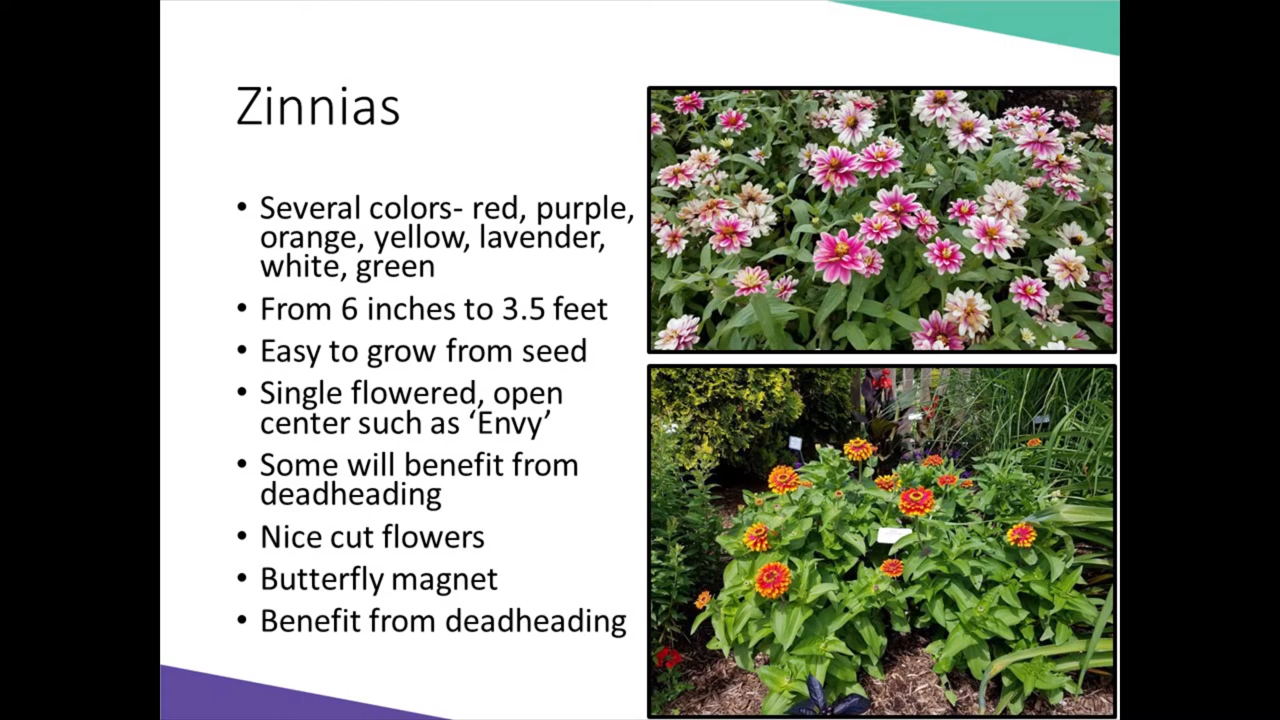 Zinnias
• Several colors- red, purple,
orange, yellow, lavender,
white, green
• From 6 inches to 3.5 feet
• Easy to grow from seed
• Single flowered, open
center such as ‘Envy’
• Some will benefit from
deadheading
• Nice cut flowers
• Butterfly magnet
• Benefit from deadheading